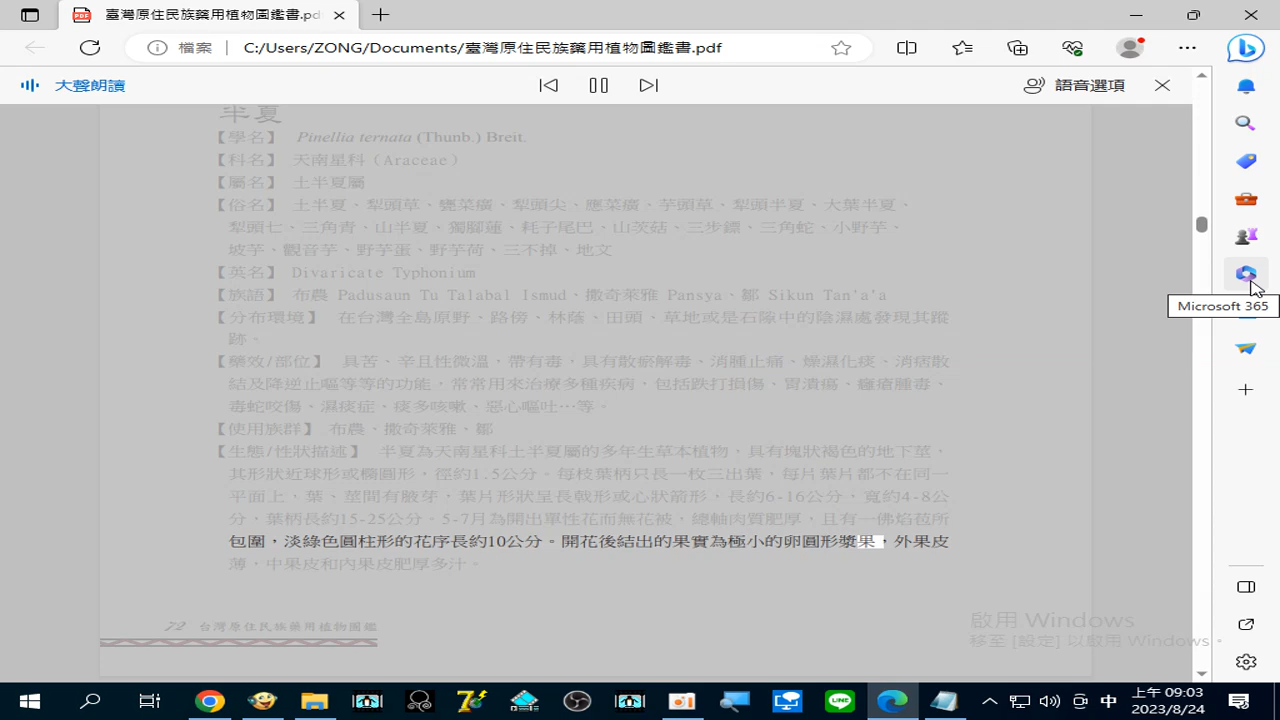 臺灣原住民族藥用植物圖鑑書.pdf
檔案
C:/Users/ZONG/Documents/臺灣原住民族藥用植物圖鑑書.pdf
大聲朗讀
語音選項
半夏
【學名】 Pinellia ternata (Thunb.) Breit.
【科名】 天南星科（Araceae）
【屬名】 土半夏屬
【俗名】 土半夏、犁頭草、甕菜癀、犁頭尖、應菜癀、芋頭草、犁頭半夏、大葉半夏、
犁頭七、三角青、山半夏、獨腳蓮、耗子尾巴、山茨菇、三步鏢、三角蛇、小野芋、
坡芋、觀音芋、野芋蛋、野芋荷、三不掉、地文
【英名】 Divaricate Typhonium
【族語】 布農 Padusaun Tu Talabal Ismud、撒奇萊雅 Pansya、鄒 Sikun Tan'a'a
【分布環境】 在台灣全島原野、路傍、林蔭、田頭、草地或是石隙中的陰濕處發現其蹤
跡。
【藥效/部位】 具苦、辛且性微溫，帶有毒，具有散瘀解毒、消腫止痛、燥濕化痰、消痞散
結及降逆止嘔等等的功能，常常用來治療多種疾病，包括跌打損傷、胃潰瘍、癰瘡腫毒、
毒蛇咬傷、濕痰症、痰多咳嗽、惡心嘔吐…等。
【使用族群】 布農、撒奇萊雅、鄒
【生態/性狀描述】 半夏為天南星科土半夏屬的多年生草本植物，具有塊狀褐色的地下莖，
其形狀近球形或橢圓形，徑約1.5公分。每枝葉柄只長一枚三出葉，每片葉片都不在同一
平面上，葉、莖間有腋芽，葉片形狀呈長戟形或心狀箭形，長約6-16公分，寬約4-8公
分，葉柄長約15-25公分。5-7月為開出單性花而無花被，總軸肉質肥厚，且有一佛焰苞所
包圍，淡綠色圓柱形的花序長約10公分。開花後結出的果實為極小的卵圓形漿果，外果皮
薄，中果皮和內果皮肥厚多汁。
72 台灣原住民族藥用植物圖鑑
Microsoft 365
啟用 Windows
移至 [設定] 以啟用 Windows。
中
上午 09:03
2023/8/24